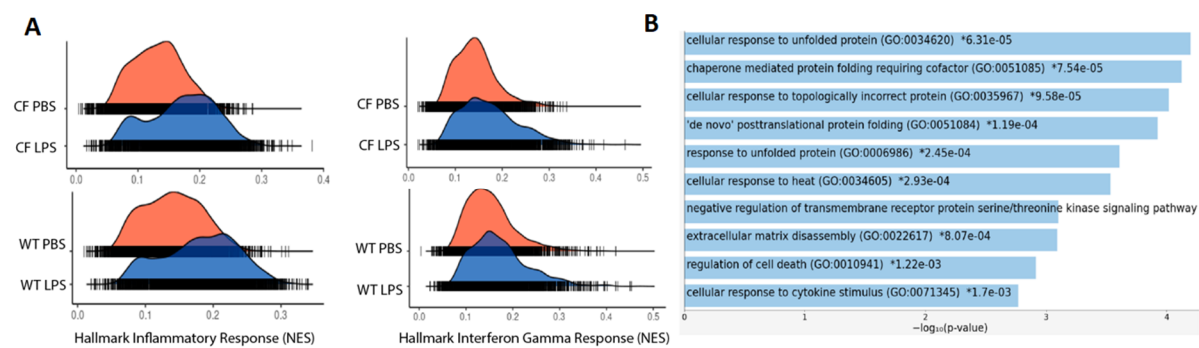 A
CF PBS
CF LPS
0.0 0.1 0.2 0.3 0.4
WT PBS
WT LPS
0.0 0.1 0.2 0.3
Hallmark Inflammatory Response (NES)
CF PBS
CF LPS
0.0 0.1 0.2 0.3 0.4 0.5
WT PBS
WT LPS
0.0 0.1 0.2 0.3 0.4 0.5
Hallmark Interferon Gamma Response (NES)
B
cellular response to unfolded protein (GO:0034620) *6.31e-05
chaperone mediated protein folding requiring cofactor (GO:0051085) *7.54e-05
cellular response to topologically incorrect protein (GO:0035967) *9.58e-05
'de novo' posttranslational protein folding (GO:0051084) *1.19e-04
response to unfolded protein (GO:0006986) *2.45e-04
cellular response to heat (GO:0034605) *2.93e-04
negative regulation of transmembrane receptor protein serine/threonine kinase signaling pathway
extracellular matrix disassembly (GO:0022617) *8.07e-04
regulation of cell death (GO:0010941) *1.22e-03
cellular response to cytokine stimulus (GO:0071345) *1.7e-03
0 1 2 3 4
−log₁₀(p-value)